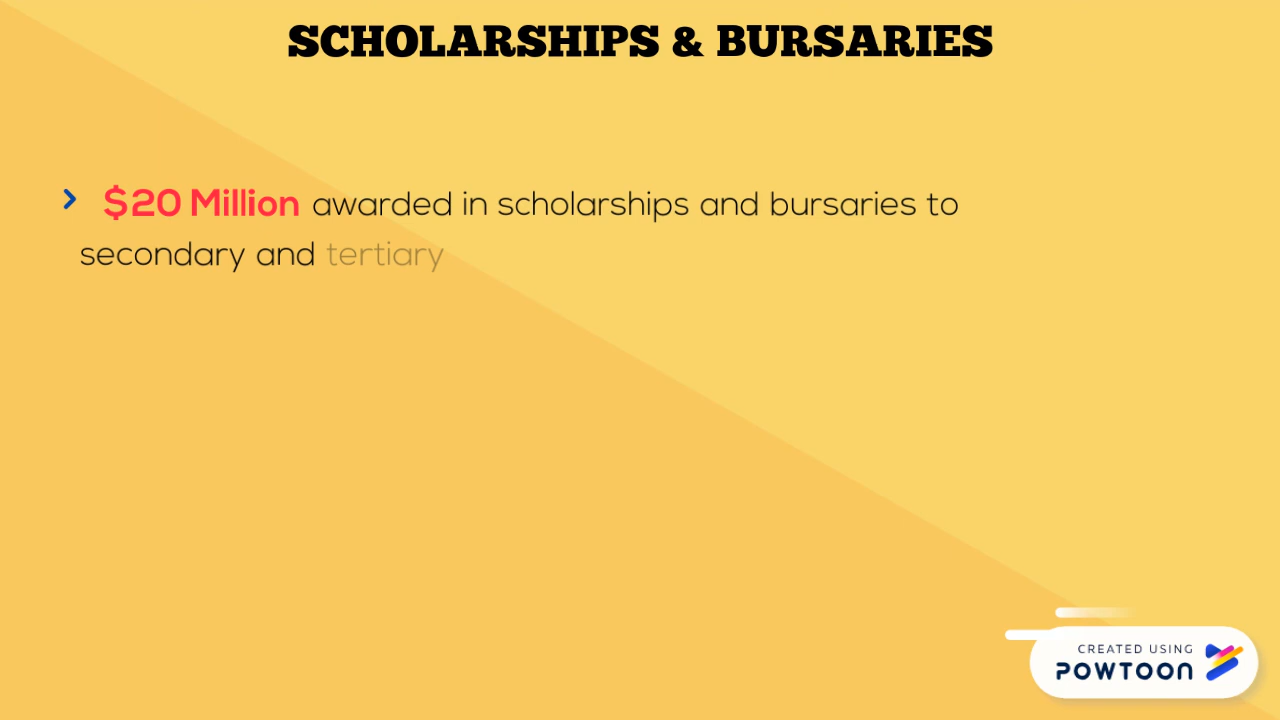 SCHOLARSHIPS & BURSARIES
$20 Million awarded in scholarships and bursaries to
secondary and tertiary
CREATED USING
POWTOON